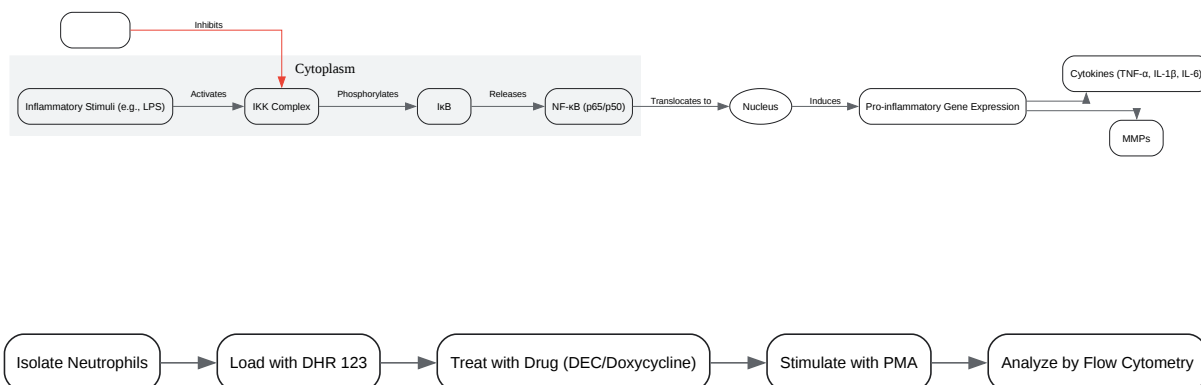 Inhibits
Cytoplasm
Inflammatory Stimuli (e.g., LPS)
Activates
IKK Complex
Phosphorylates
IκB
Releases
NF-κB (p65/p50)
Translocates to
Nucleus
Induces
Pro-inflammatory Gene Expression
Cytokines (TNF-α, IL-1β, IL-6)
MMPs
Isolate Neutrophils
Load with DHR 123
Treat with Drug (DEC/Doxycycline)
Stimulate with PMA
Analyze by Flow Cytometry